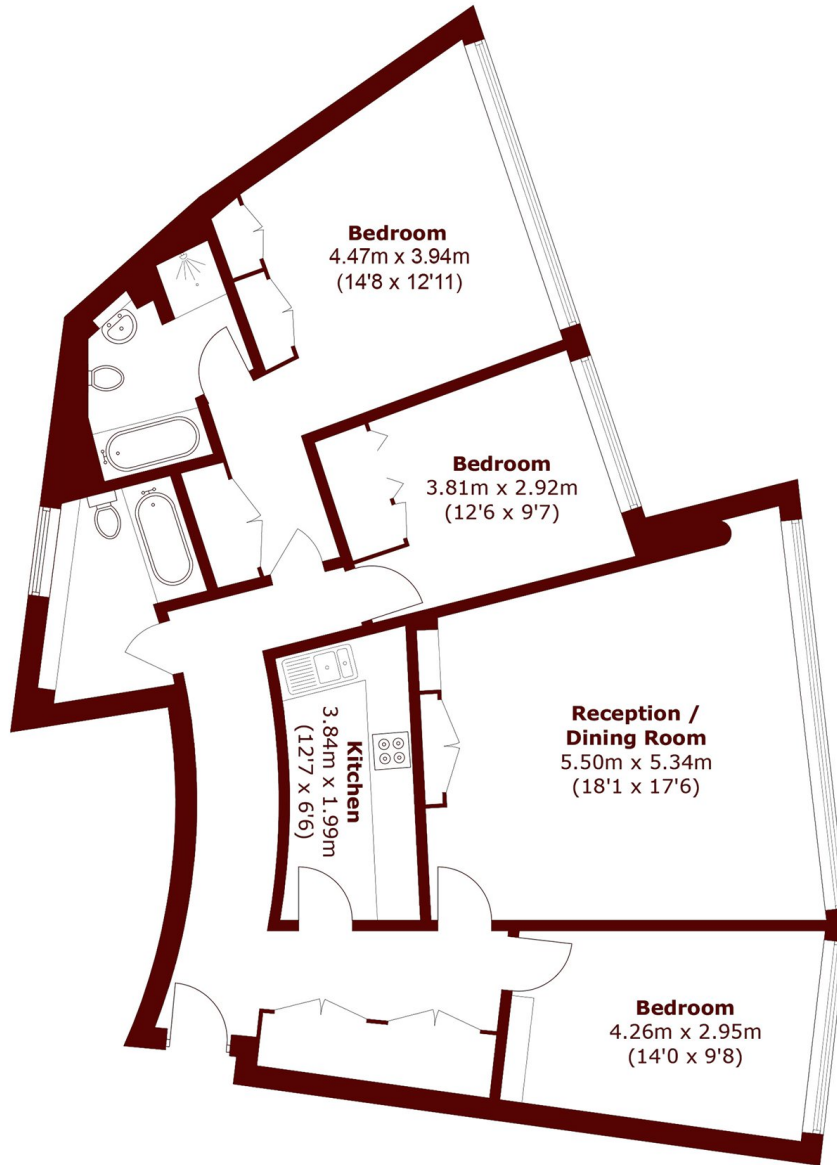 Bedroom
4.47m x 3.94m
(14'8 x 12'11)
Bedroom
3.81m x 2.92m
(12'6 x 9'7)
Reception /
Dining Room
5.50m x 5.34m
(18'1 x 17'6)
Kitchen
3.84m x 1.99m
(12'7 x 6'6)
Bedroom
4.26m x 2.95m
(14'0 x 9'8)